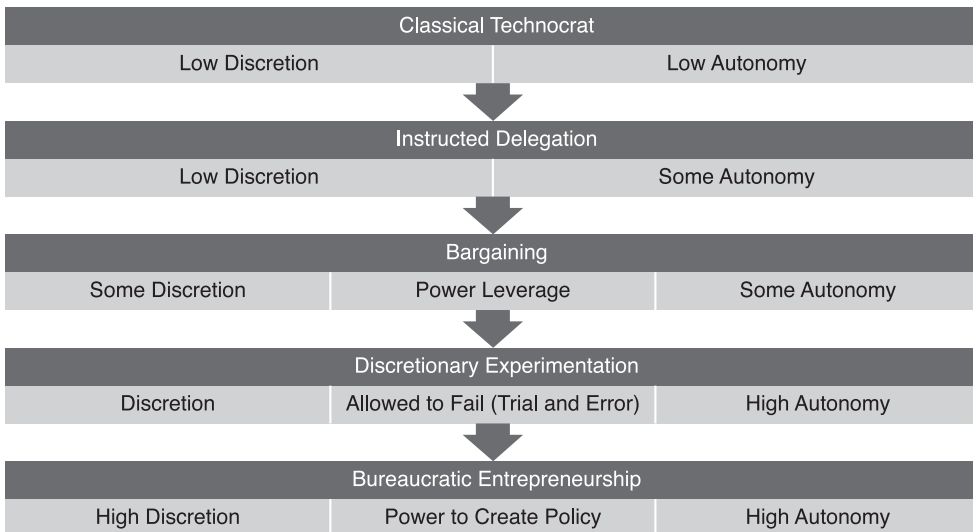 Classical Technocrat
Low Discretion Low Autonomy
Instructed Delegation
Low Discretion Some Autonomy
Bargaining
Some Discretion Power Leverage Some Autonomy
Discretionary Experimentation
Discretion Allowed to Fail (Trial and Error) High Autonomy
Bureaucratic Entrepreneurship
High Discretion Power to Create Policy High Autonomy